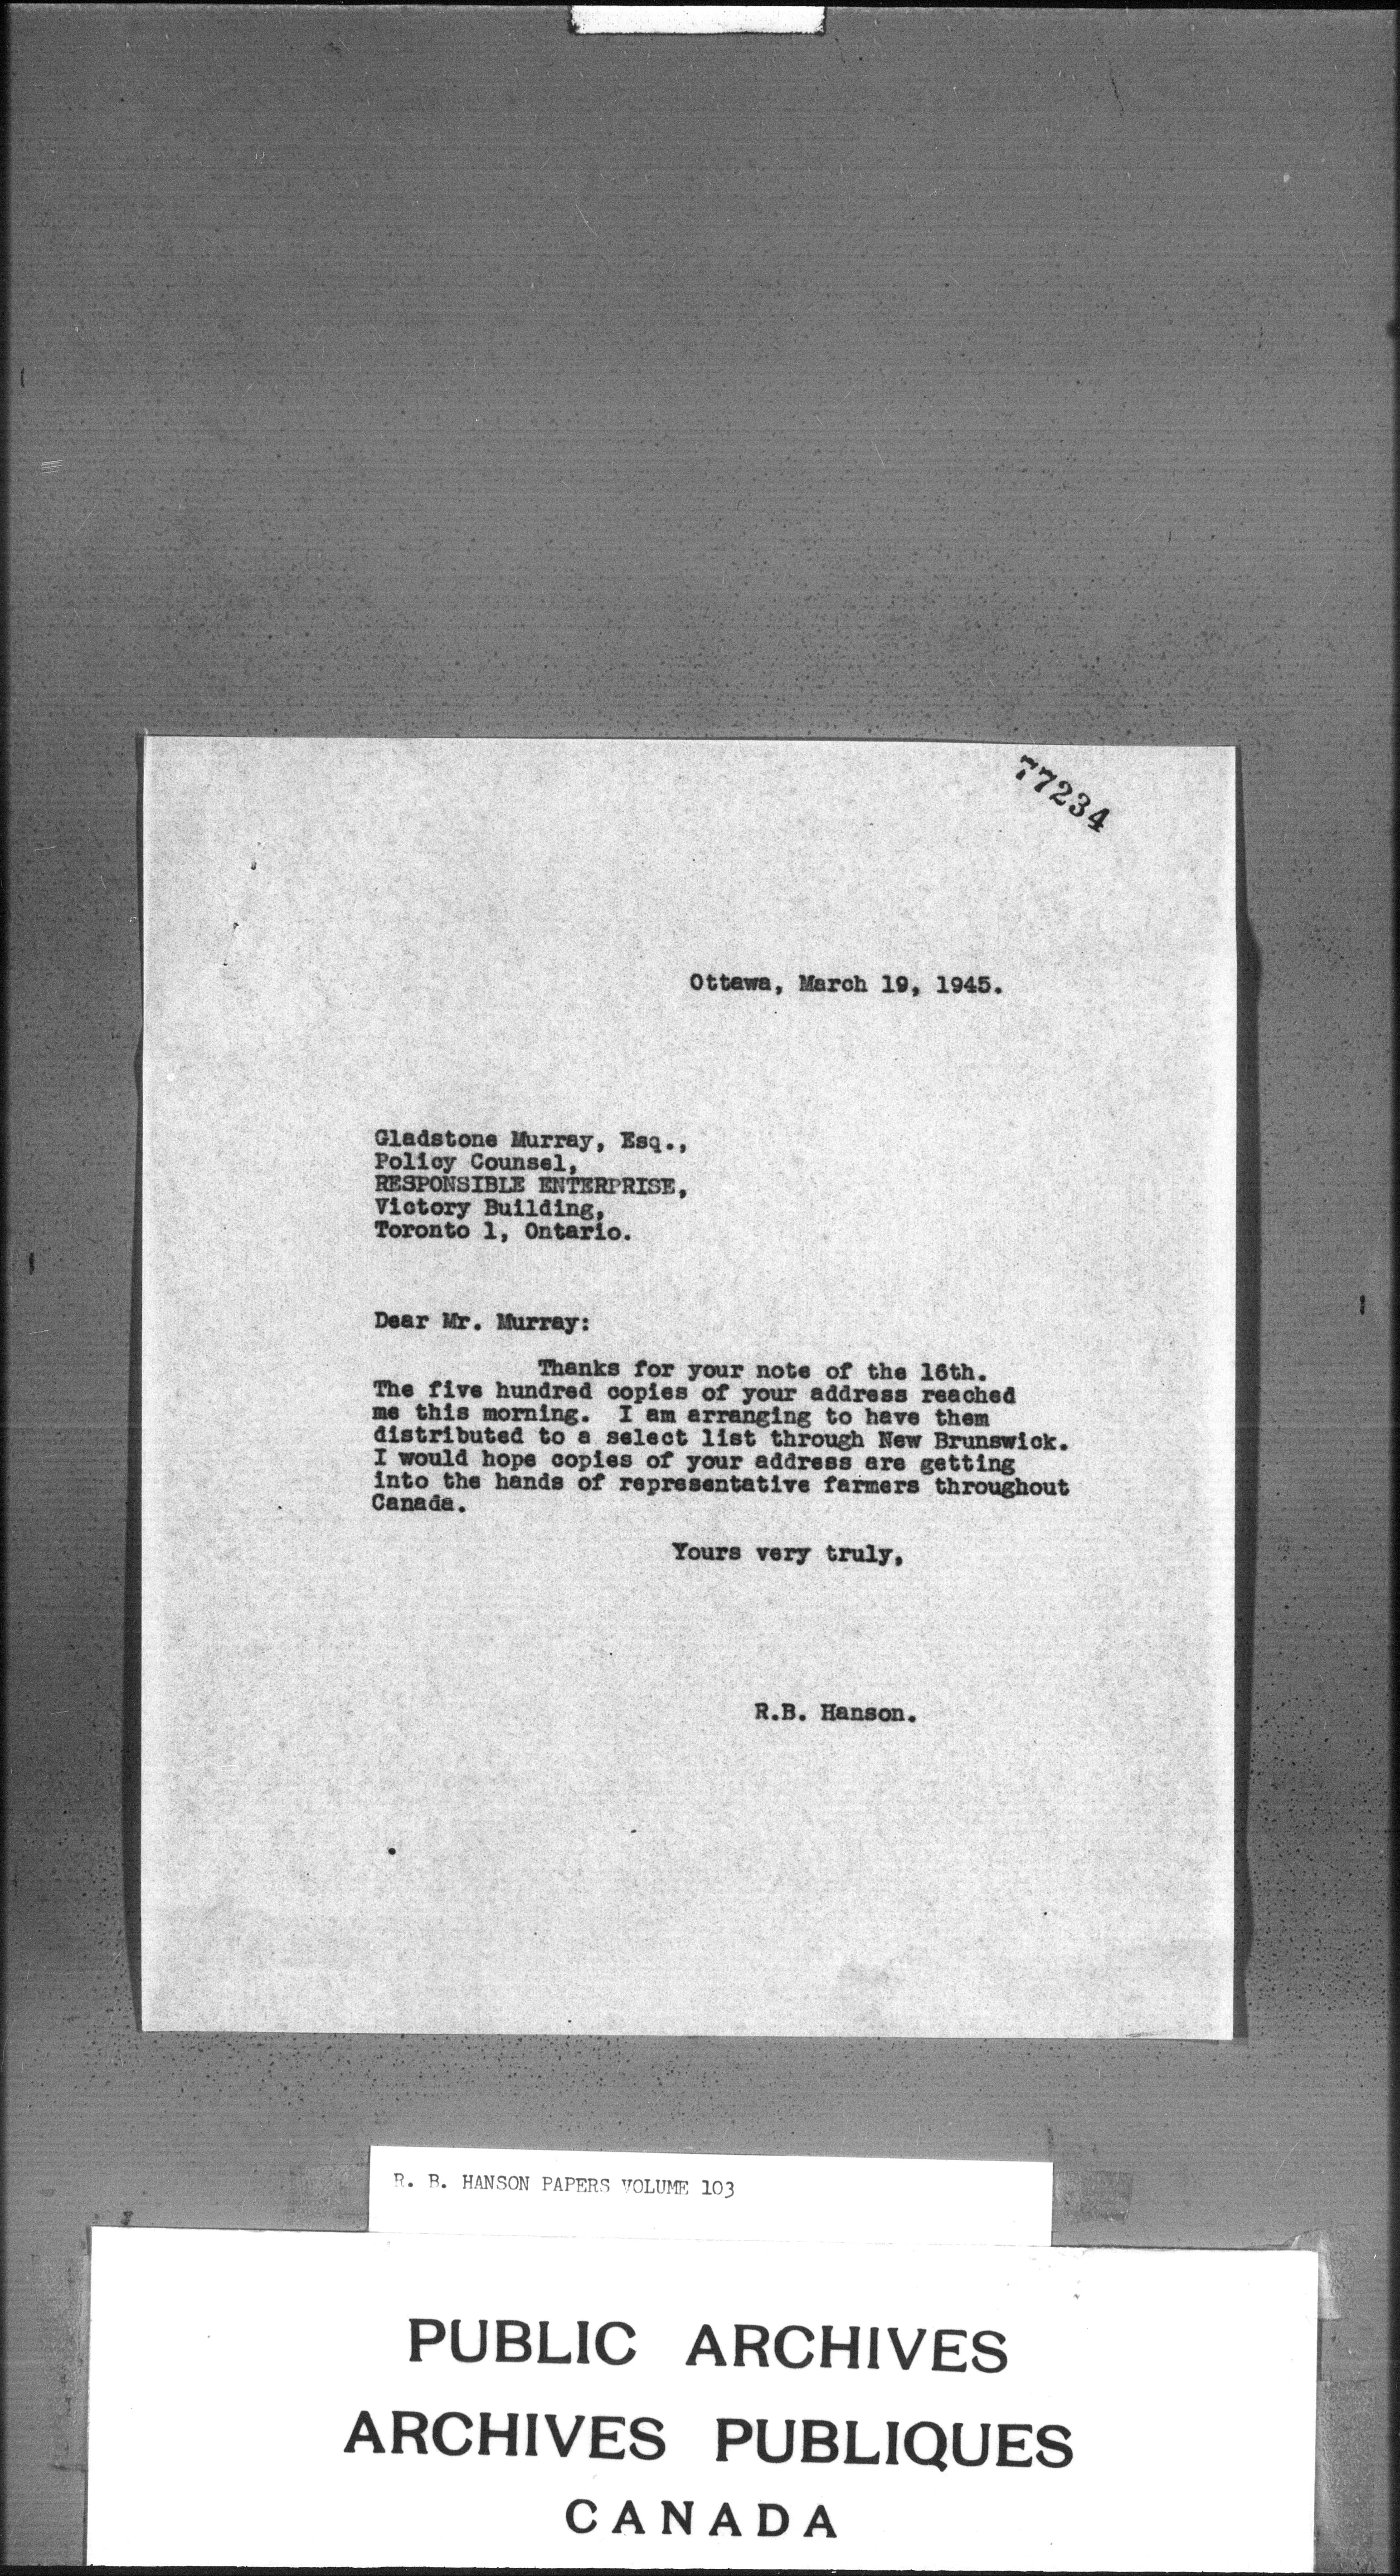 77234
Ottawa, March 19, 1945.
Gladstone Murray, Esq.,
Policy Counsel,
RESPONSIBLE ENTERPRISE,
Victory Building,
Toronto 1, Ontario.
Dear Mr. Murray:
Thanks for your note of the 16th.
The five hundred copies of your address reached
me this morning. I am arranging to have them
distributed to a select list through New Brunswick.
I would hope copies of your address are getting
into the hands of representative farmers throughout
Canada.
Yours very truly,
R.B. Hanson.
R. B. HANSON PAPERS VOLUME 103
PUBLIC ARCHIVES
ARCHIVES PUBLIQUES
CANADA